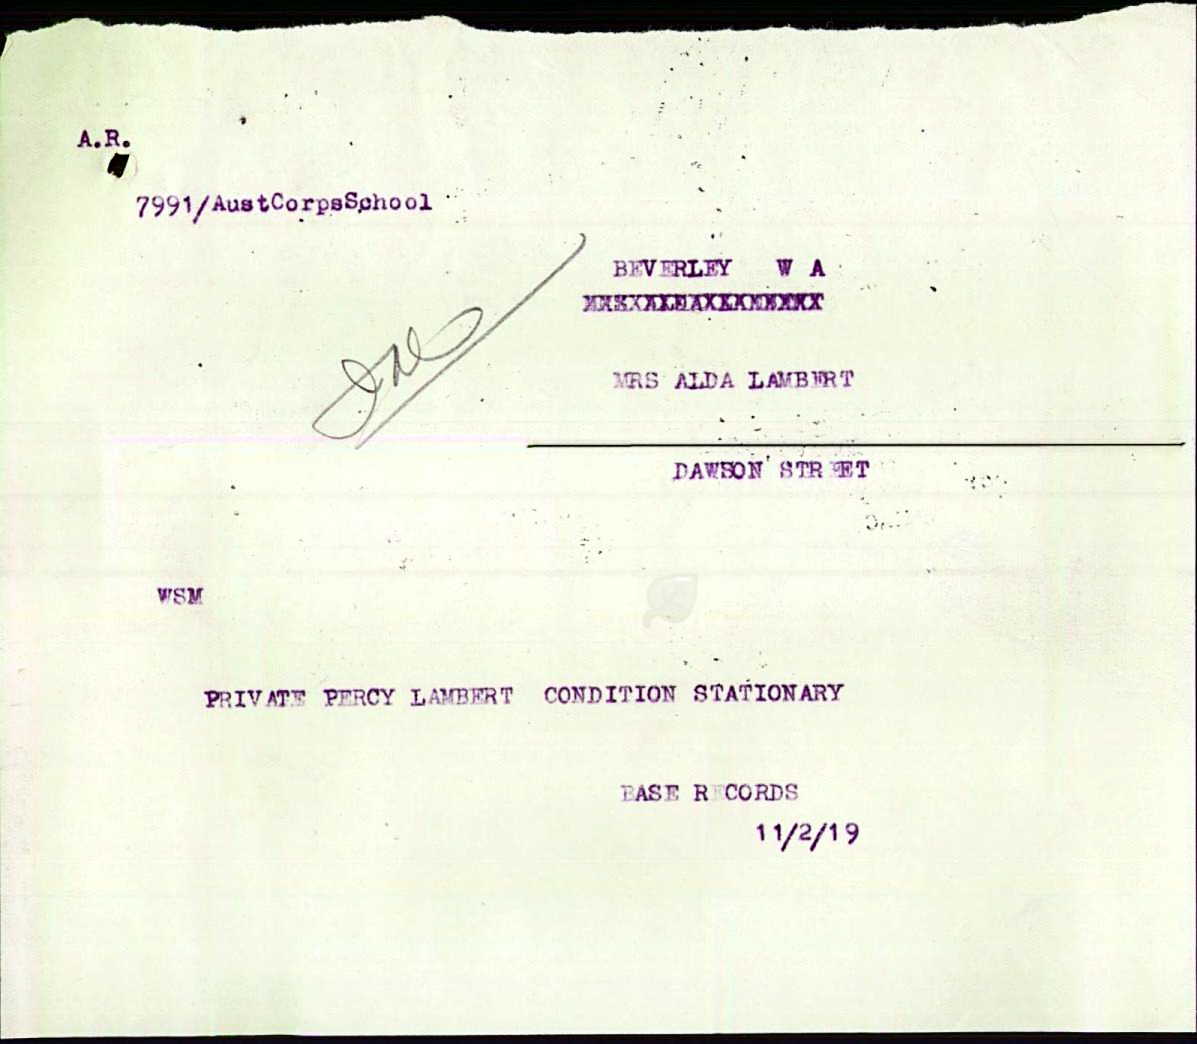 A.R.
7991/AustCorpsSchool
BEVERLEY W A
MRS ALDA LAMBERT
DAWSON STREET
WSM
PRIVATE PERCY LAMBERT CONDITION STATIONARY
BASE RECORDS
11/2/19